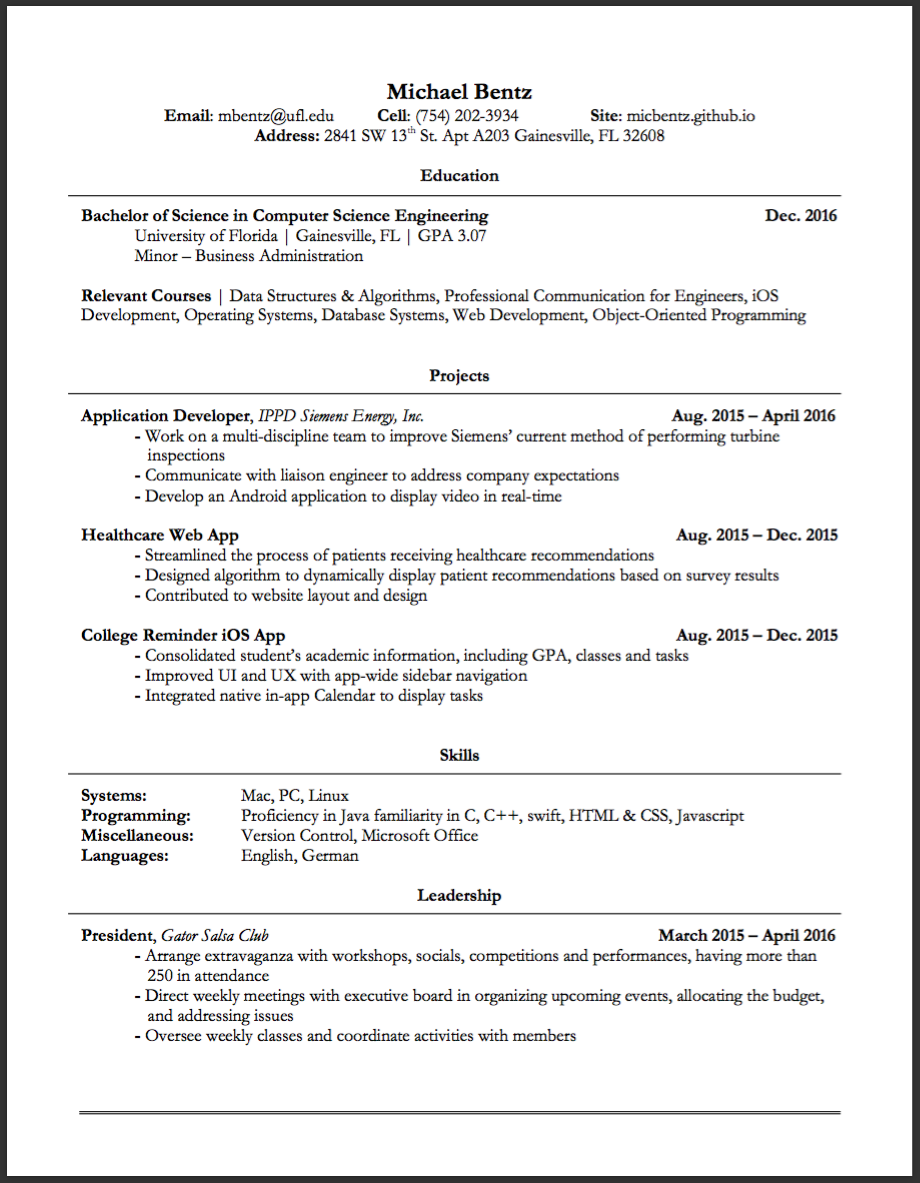 Michael Bentz
Email: mbentz@ufl.edu Cell: (754) 202-3934 Site: micbentz.github.io
Address: 2841 SW 13th St. Apt A203 Gainesville, FL 32608
Education
Bachelor of Science in Computer Science Engineering Dec. 2016
University of Florida | Gainesville, FL | GPA 3.07
Minor – Business Administration
Relevant Courses | Data Structures & Algorithms, Professional Communication for Engineers, iOS
Development, Operating Systems, Database Systems, Web Development, Object-Oriented Programming
Projects
Application Developer, IPPD Siemens Energy, Inc. Aug. 2015 – April 2016
- Work on a multi-discipline team to improve Siemens' current method of performing turbine
inspections
- Communicate with liaison engineer to address company expectations
- Develop an Android application to display video in real-time
Healthcare Web App Aug. 2015 – Dec. 2015
- Streamlined the process of patients receiving healthcare recommendations
- Designed algorithm to dynamically display patient recommendations based on survey results
- Contributed to website layout and design
College Reminder iOS App Aug. 2015 – Dec. 2015
- Consolidated student's academic information, including GPA, classes and tasks
- Improved UI and UX with app-wide sidebar navigation
- Integrated native in-app Calendar to display tasks
Skills
Systems: Mac, PC, Linux
Programming: Proficiency in Java familiarity in C, C++, swift, HTML & CSS, Javascript
Miscellaneous: Version Control, Microsoft Office
Languages: English, German
Leadership
President, Gator Salsa Club March 2015 – April 2016
- Arrange extravaganza with workshops, socials, competitions and performances, having more than
250 in attendance
- Direct weekly meetings with executive board in organizing upcoming events, allocating the budget,
and addressing issues
- Oversee weekly classes and coordinate activities with members